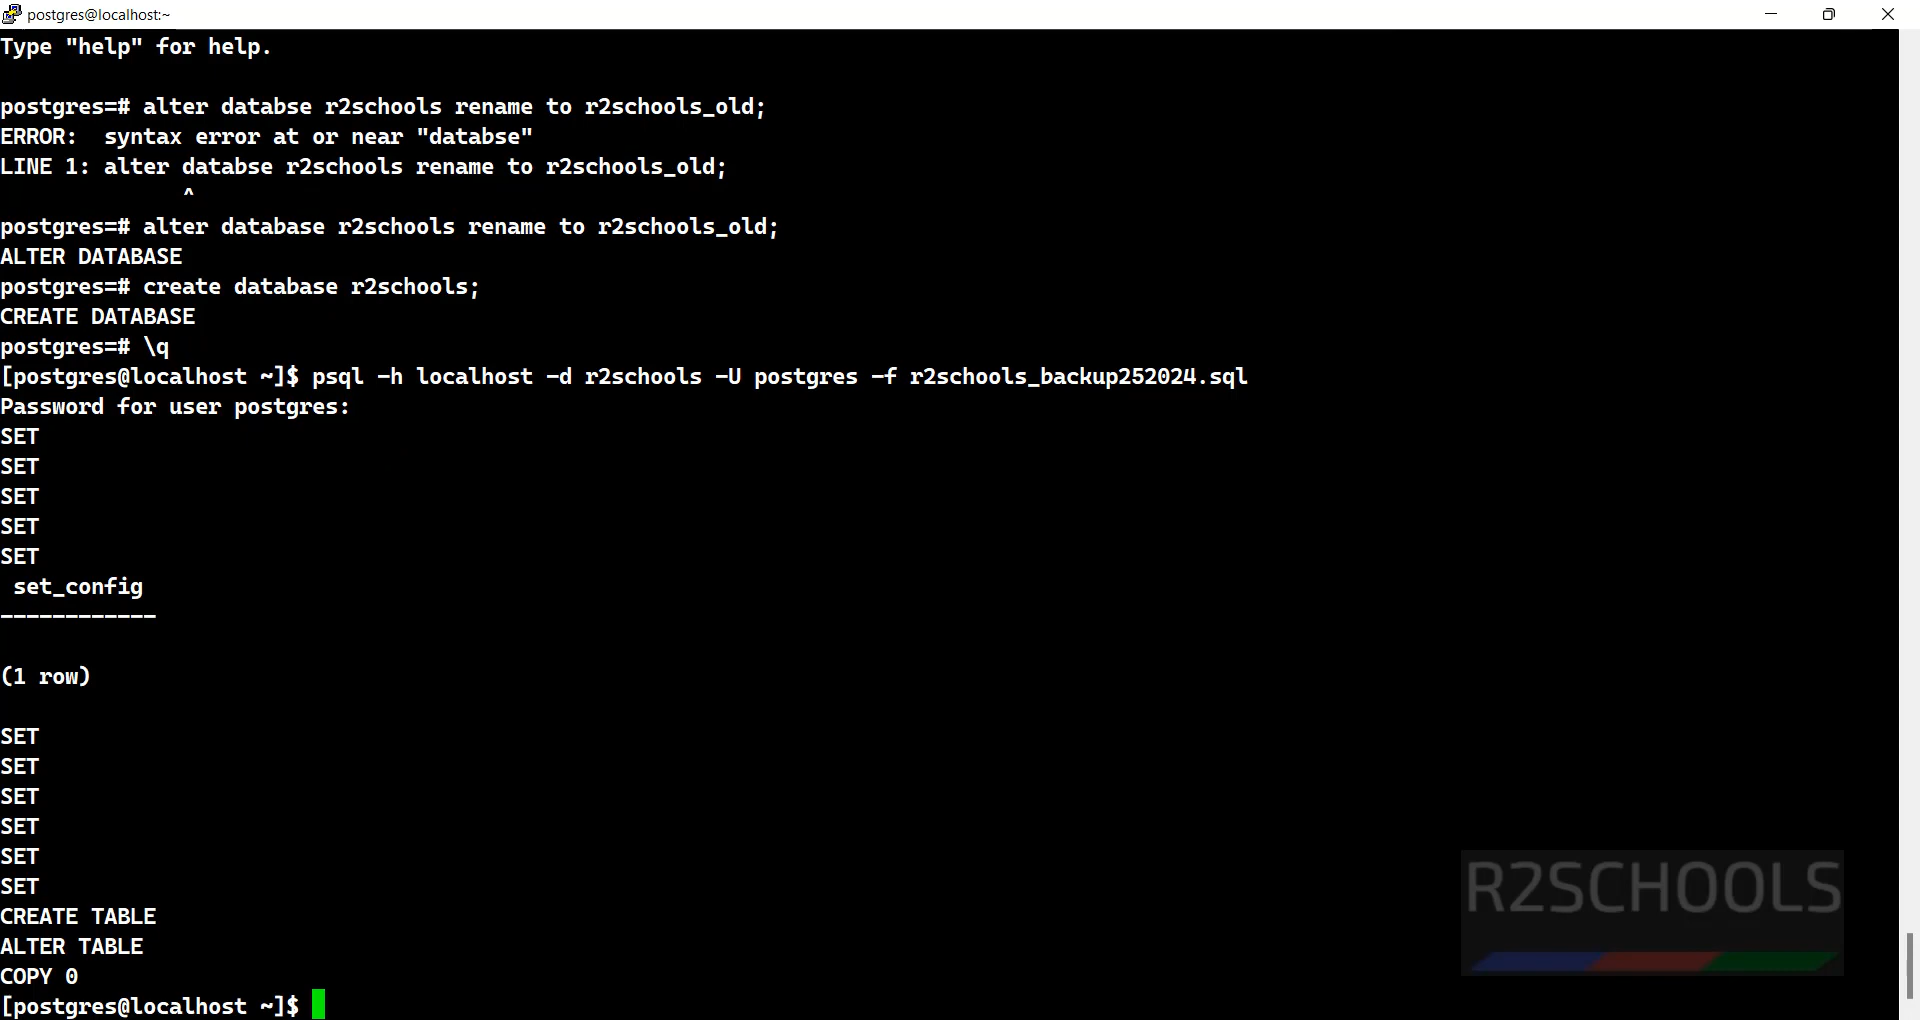 postgres@localhost:~
Type "help" for help.
postgres=# alter databse r2schools rename to r2schools_old;
ERROR:  syntax error at or near "databse"
LINE 1: alter databse r2schools rename to r2schools_old;
^
postgres=# alter database r2schools rename to r2schools_old;
ALTER DATABASE
postgres=# create database r2schools;
CREATE DATABASE
postgres=# \q
[postgres@localhost ~]$ psql -h localhost -d r2schools -U postgres -f r2schools_backup252024.sql
Password for user postgres:
SET
SET
SET
SET
SET
set_config
------------
(1 row)
SET
SET
SET
SET
SET
SET
CREATE TABLE
ALTER TABLE
COPY 0
[postgres@localhost ~]$
R2SCHOOLS